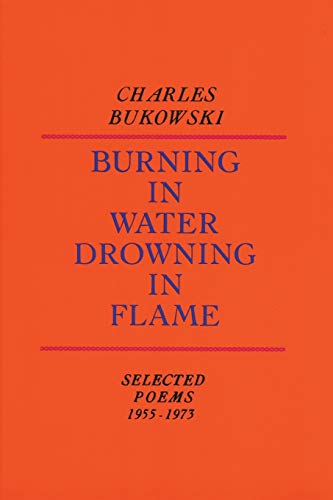 CHARLES
BUKOWSKI
BURNING
IN
WATER
DROWNING
IN
FLAME
SELECTED
POEMS
1955-1973